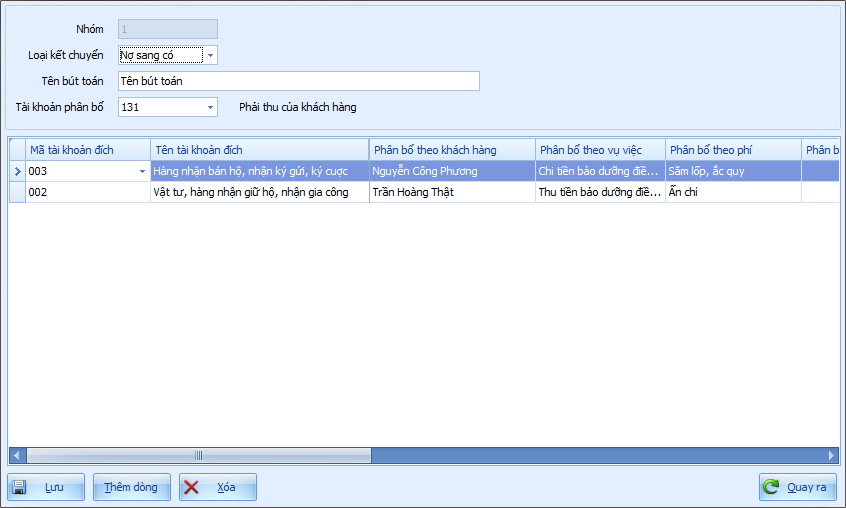 Nhóm 1
Loại kết chuyển Nợ sang có
Tên bút toán Tên bút toán
Tài khoản phân bổ 131 Phải thu của khách hàng
Mã tài khoản đích Tên tài khoản đích Phân bổ theo khách hàng Phân bổ theo vụ việc Phân bổ theo phí Phân b
003 Hàng nhận bán hộ, nhận ký gửi, ký cược Nguyễn Công Phương Chi tiền bảo dưỡng điề... Săm lốp, ắc quy
002 Vật tư, hàng nhận giữ hộ, nhận gia công Trần Hoàng Thật Thu tiền bảo dưỡng điề... Ấn chỉ
Lưu Thêm dòng Xóa Quay ra